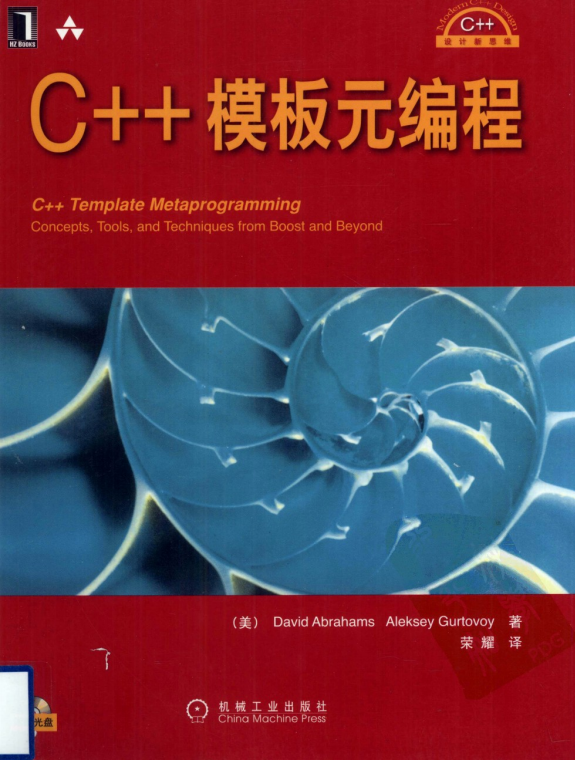 HZ Books
Modern C++ Design
C++
设计新思维
C++ 模板元编程
C++ Template Metaprogramming
Concepts, Tools, and Techniques from Boost and Beyond
（美） David Abrahams Aleksey Gurtovoy 著
荣耀 译
光盘
机械工业出版社
China Machine Press